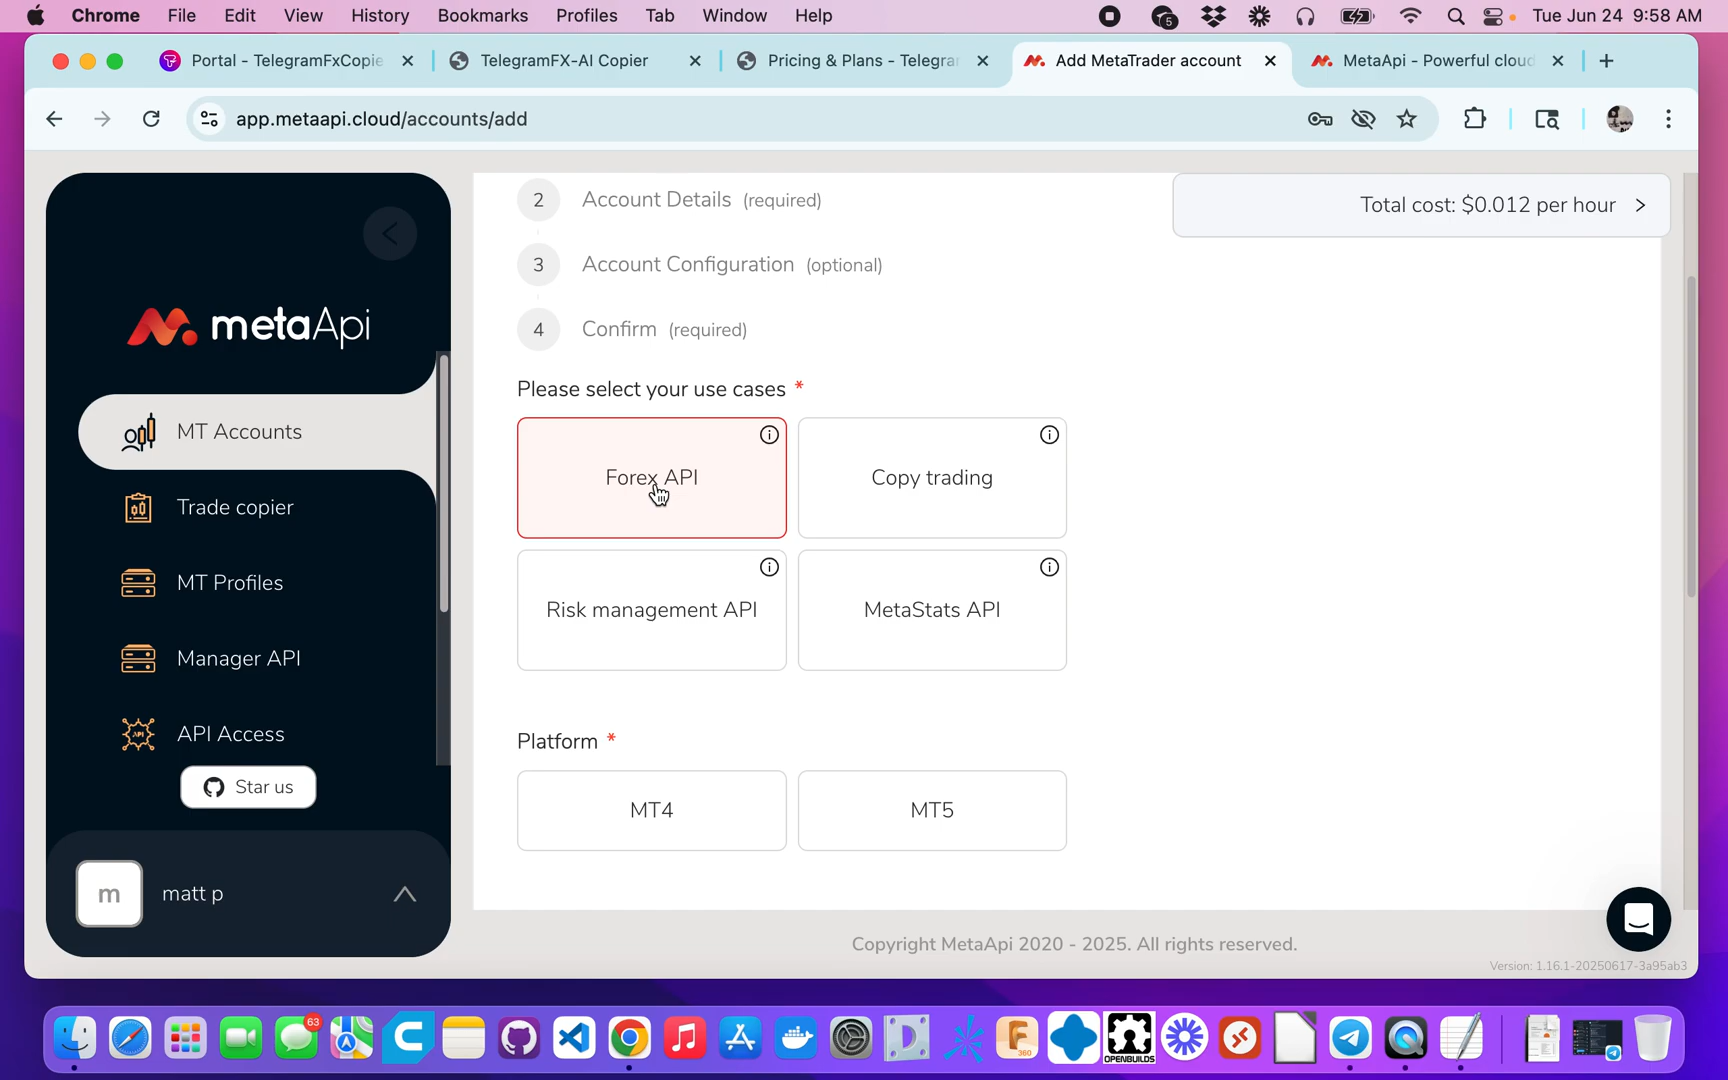 Chrome File Edit View History Bookmarks Profiles Tab Window Help
5
Tue Jun 24 9:58 AM
Portal - TelegramFxCopie
TelegramFX-AI Copier
Pricing & Plans - Telegra
Add MetaTrader account
MetaApi - Powerful cloud
app.metaapi.cloud/accounts/add
metaApi
MT Accounts
Trade copier
MT Profiles
Manager API
API
API Access
Star us
m
matt p
2 Account Details (required)
Total cost: $0.012 per hour
3 Account Configuration (optional)
4 Confirm (required)
Please select your use cases *
Forex API
Copy trading
Risk management API
MetaStats API
Platform *
MT4
MT5
Copyright MetaApi 2020 - 2025. All rights reserved.
Version: 1.16.1-20250617-3a95ab3
63
360
OPENBUILDS